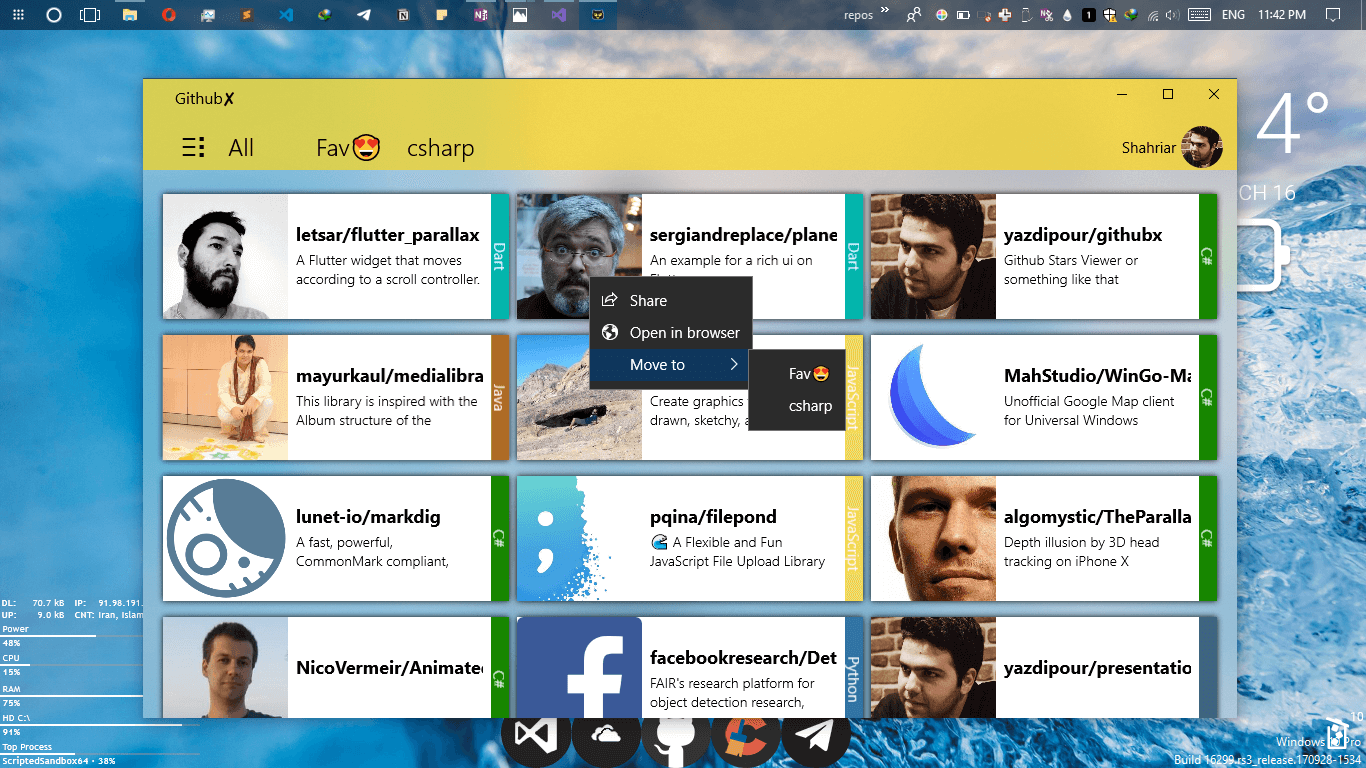 repos » ENG 11:42 PM
GithubX
All Fav😍 csharp
Shahriar
4°
CH 16
letsar/flutter_parallax
A Flutter widget that moves
according to a scroll controller.
Dart
sergiandreplace/plane
An example for a rich ui on
Dart
yazdipour/githubx
Github Stars Viewer or
something like that
C#
Share
Open in browser
Move to
Fav😍
csharp
mayurkaul/medialibra
This library is inspired with the
Album structure of the
Java
Create graphics
drawn, sketchy, a
JavaScript
MahStudio/WinGo-Ma
Unofficial Google Map client
for Universal Windows
C#
lunet-io/markdig
A fast, powerful,
CommonMark compliant,
C#
pqina/filepond
🌊 A Flexible and Fun
JavaScript File Upload Library
JavaScript
algomystic/TheParalla
Depth illusion by 3D head
tracking on iPhone X
C#
NicoVermeir/Animate
C#
facebookresearch/Det
FAIR's research platform for
object detection research,
Python
yazdipour/presentatio
DL: 70.7 kB IP: 91.98.191.
UP: 9.0 kB CNT: Iran, Islam
Power
48%
CPU
15%
RAM
75%
HD C:\
91%
Top Process
ScriptedSandbox64 • 38%
10
Windows 10 Pro
Build 16299.rs3_release.170928-1534